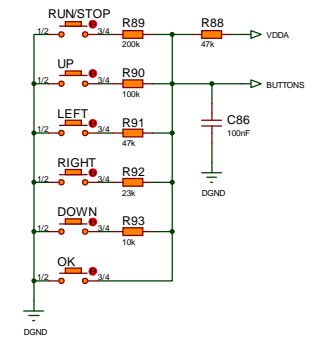 RUN/STOP
1/2
3/4
R89
200k
R88
47k
VDDA
UP
1/2
3/4
R90
100k
BUTTONS
LEFT
1/2
3/4
R91
47k
C86
100nF
DGND
RIGHT
1/2
3/4
R92
23k
DOWN
1/2
3/4
R93
10k
OK
1/2
3/4
DGND